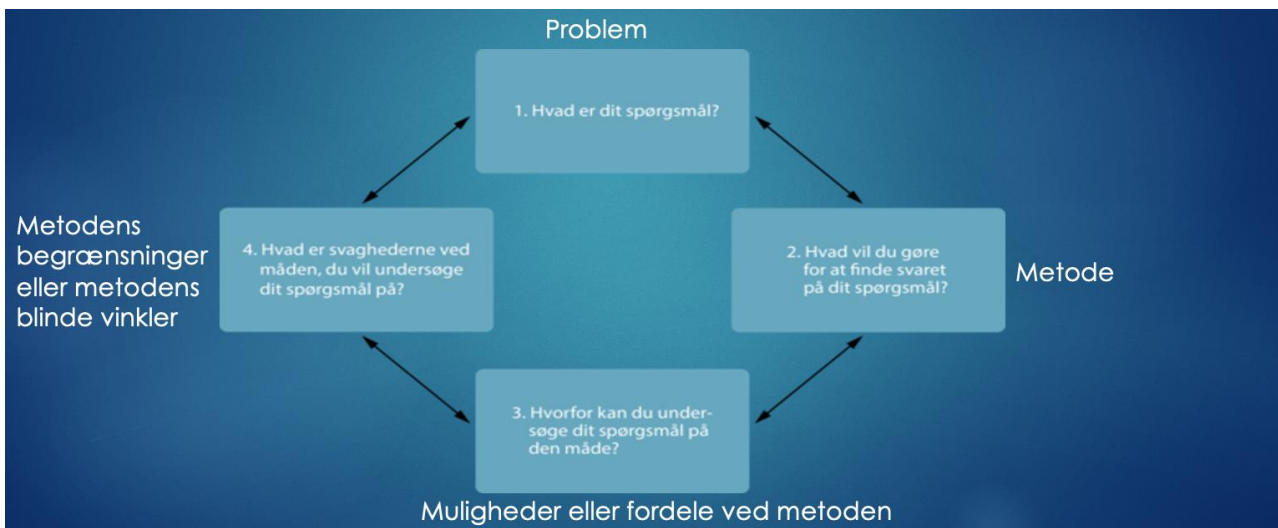 Problem
1. Hvad er dit spørgsmål?
Metodens
begrænsninger
eller metodens
blinde vinkler
4. Hvad er svaghederne ved
måden, du vil undersøge
dit spørgsmål på?
2. Hvad vil du gøre
for at finde svaret
på dit spørgsmål?
Metode
3. Hvorfor kan du under-
søge dit spørgsmål på
den måde?
Muligheder eller fordele ved metoden